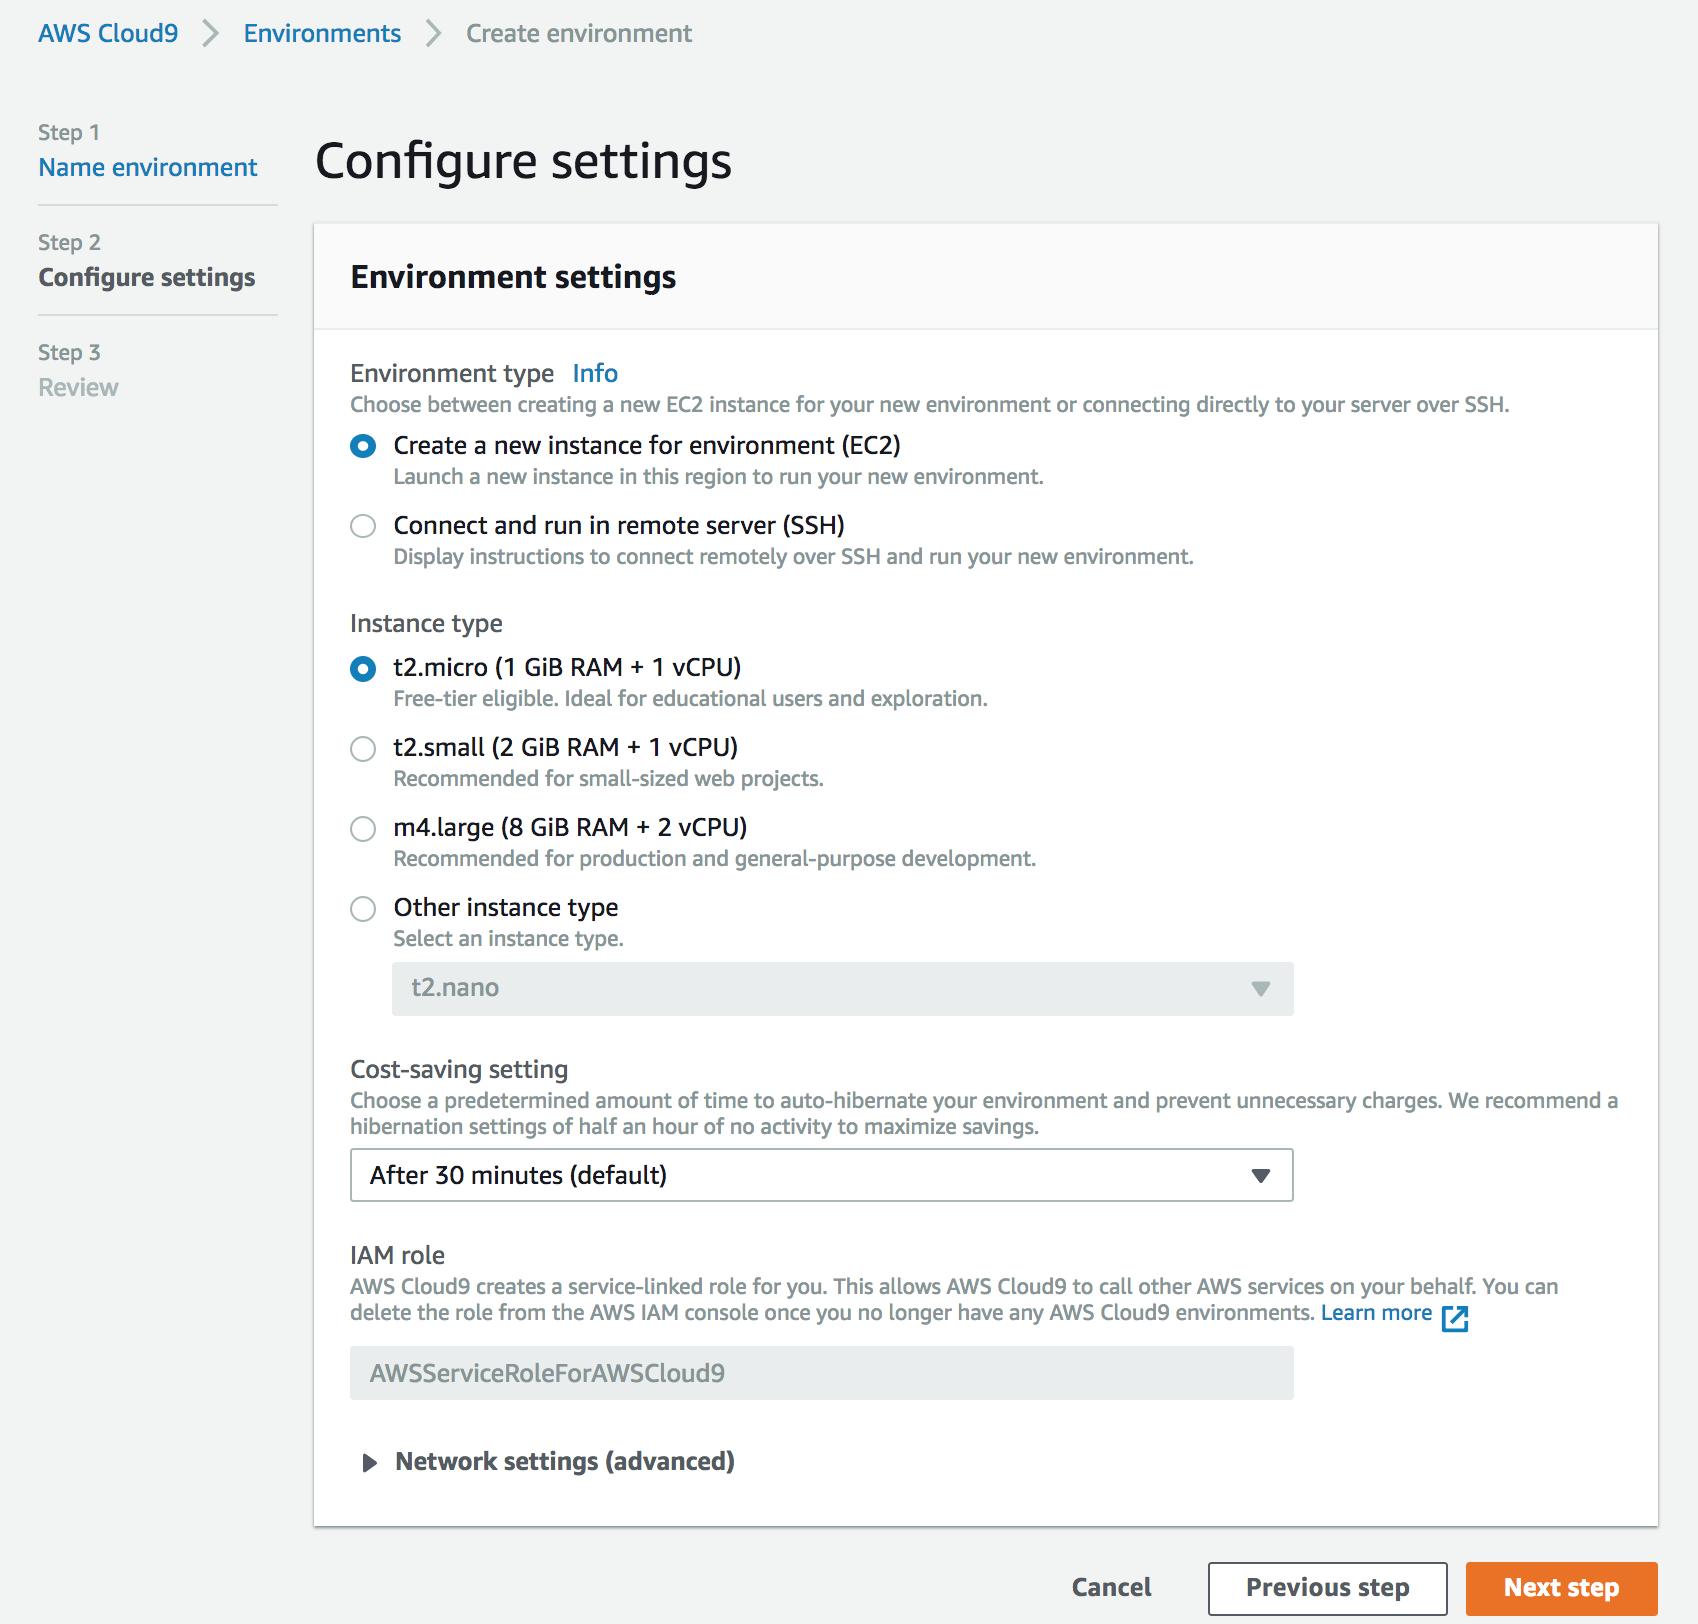 AWS Cloud9 Environments Create environment
Step 1
Name environment
Step 2
Configure settings
Step 3
Review
Configure settings
Environment settings
Environment type Info
Choose between creating a new EC2 instance for your new environment or connecting directly to your server over SSH.
Create a new instance for environment (EC2)
Launch a new instance in this region to run your new environment.
Connect and run in remote server (SSH)
Display instructions to connect remotely over SSH and run your new environment.
Instance type
t2.micro (1 GiB RAM + 1 vCPU)
Free-tier eligible. Ideal for educational users and exploration.
t2.small (2 GiB RAM + 1 vCPU)
Recommended for small-sized web projects.
m4.large (8 GiB RAM + 2 vCPU)
Recommended for production and general-purpose development.
Other instance type
Select an instance type.
t2.nano
Cost-saving setting
Choose a predetermined amount of time to auto-hibernate your environment and prevent unnecessary charges. We recommend a
hibernation settings of half an hour of no activity to maximize savings.
After 30 minutes (default)
IAM role
AWS Cloud9 creates a service-linked role for you. This allows AWS Cloud9 to call other AWS services on your behalf. You can
delete the role from the AWS IAM console once you no longer have any AWS Cloud9 environments. Learn more
AWSServiceRoleForAWSCloud9
Network settings (advanced)
Cancel Previous step Next step